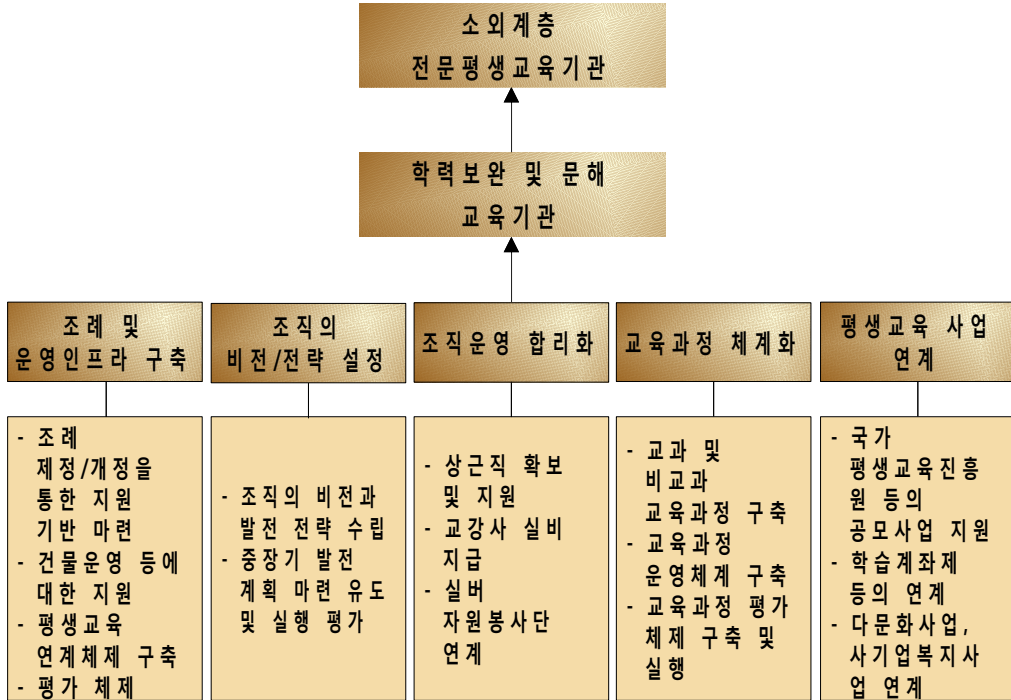 소외계층
전문평생교육기관
학력보완 및 문해
교육기관
조례 및
운영인프라 구축
조직의
비전/전략 설정
조직운영 합리화
교육과정 체계화
평생교육 사업
연계
- 조례
제정/개정을
통한 지원
기반 마련
- 건물운영 등에
대한 지원
- 평생교육
연계체제 구축
- 평가 체제
- 조직의 비전과
발전 전략 수립
- 중장기 발전
계획 마련 유도
및 실행 평가
- 상근직 확보
및 지원
- 교강사 실비
지급
- 실버
자원봉사단
연계
- 교과 및
비교과
교육과정 구축
- 교육과정
운영체계 구축
- 교육과정 평가
체제 구축 및
실행
- 국가
평생교육진흥
원 등의
공모사업 지원
- 학습계좌제
등의 연계
- 다문화사업,
사기업복지사
업 연계